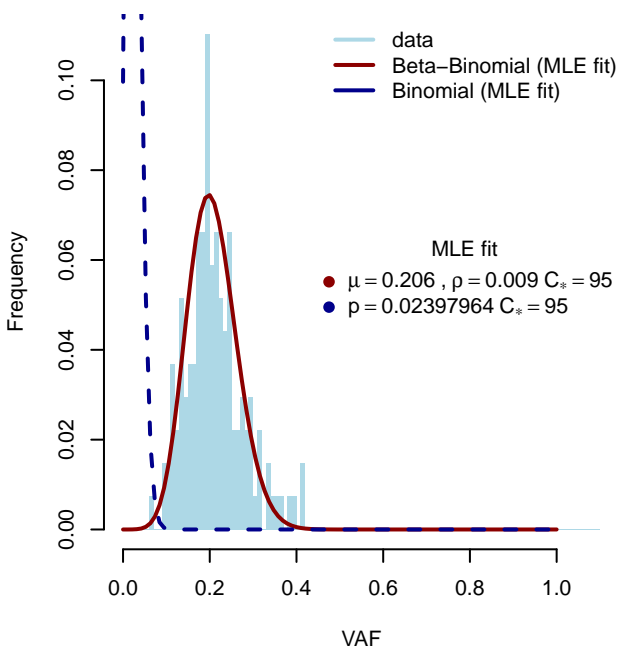 data
Beta−Binomial (MLE fit)
Binomial (MLE fit)
0.10
0.08
0.06
0.04
0.02
0.00
Frequency
MLE fit
μ = 0.206 , ρ = 0.009 C* = 95
p = 0.02397964 C* = 95
0.0 0.2 0.4 0.6 0.8 1.0
VAF